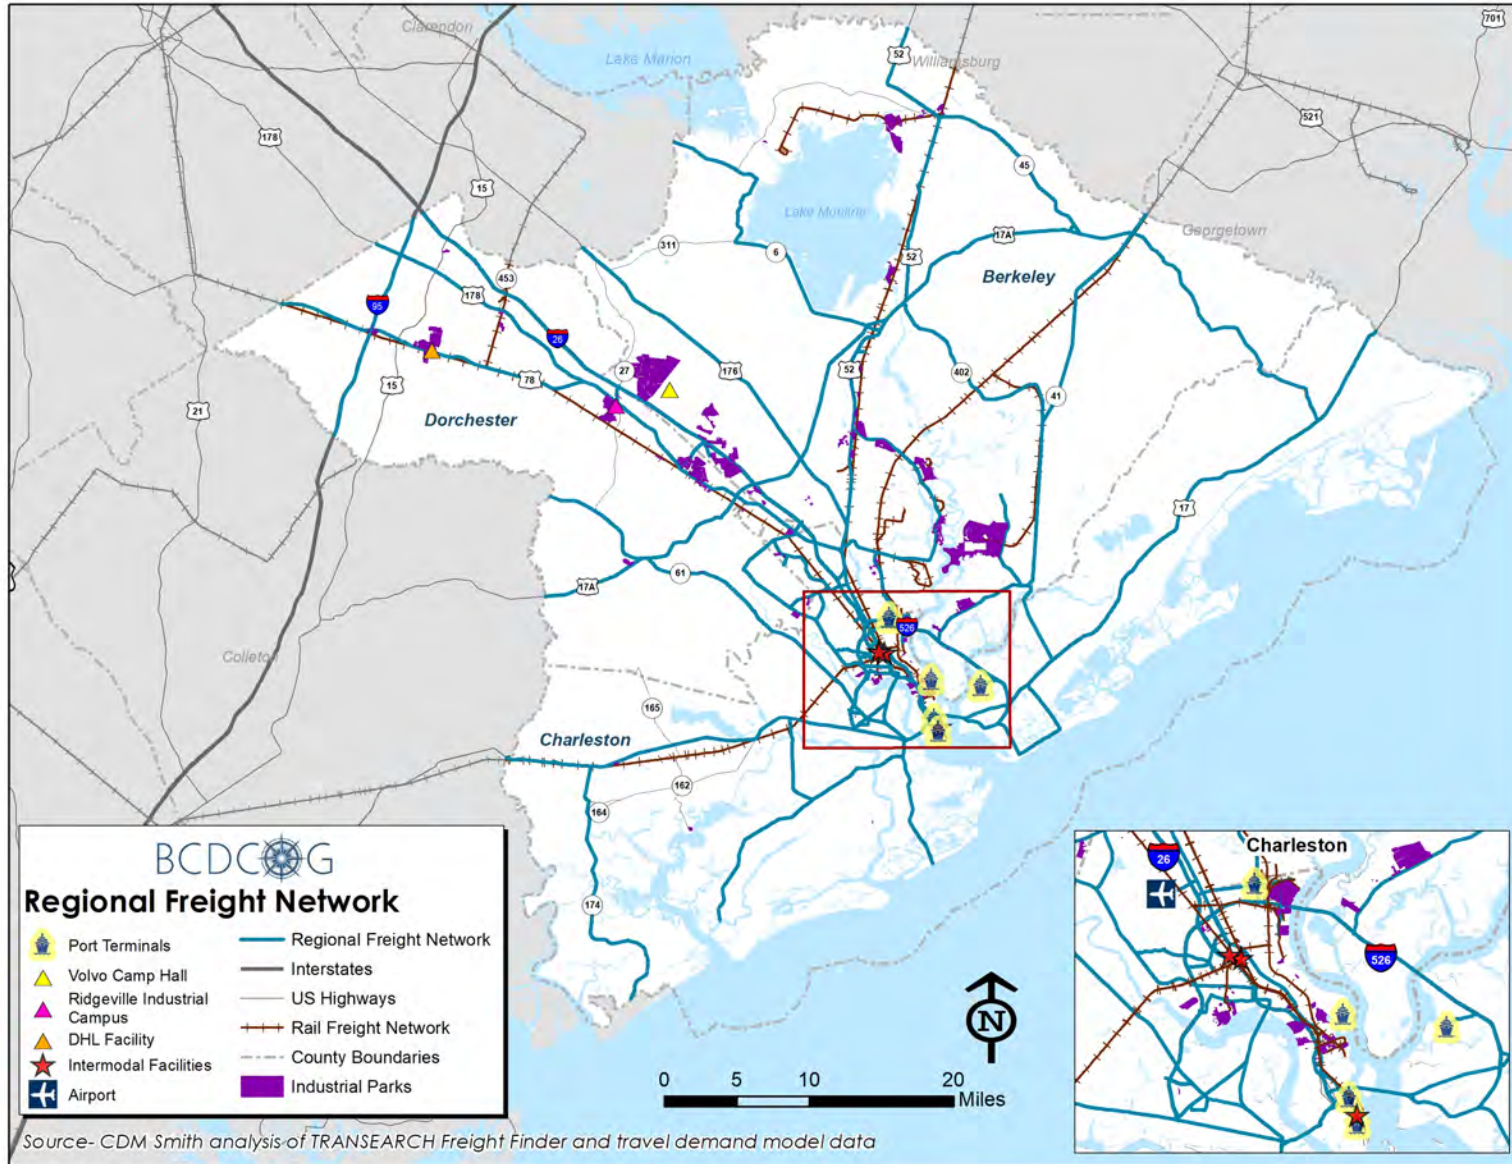 Clarendon
Lake Marion
52
Williamsburg
701
178
521
15
45
Lake Moultrie
Georgetown
17A
311
6
52
Berkeley
453
178
95
26
27
176
52
402
41
15
78
21
Dorchester
17
61
17A
526
Colleton
165
Charleston
162
164
174
BCDCOG
Regional Freight Network
Port Terminals
Volvo Camp Hall
Ridgeville Industrial
Campus
DHL Facility
Intermodal Facilities
Airport
Regional Freight Network
Interstates
US Highways
Rail Freight Network
County Boundaries
Industrial Parks
N
0 5 10 20
Miles
Charleston
26
526
Source- CDM Smith analysis of TRANSEARCH Freight Finder and travel demand model data